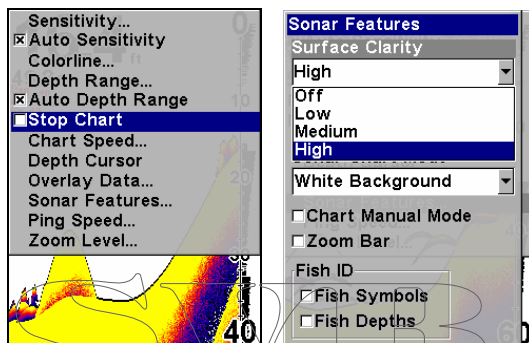 Sensitivity...
Auto Sensitivity
Colorline...
Depth Range...
Auto Depth Range
Stop Chart
Chart Speed...
Depth Cursor
Overlay Data...
Sonar Features...
Ping Speed...
Zoom Level...
0
ft
10
20
40
Sonar Features
Surface Clarity
High
Off
Low
Medium
High
White Background
Chart Manual Mode
Zoom Bar
Fish ID
Fish Symbols
Fish Depths
60